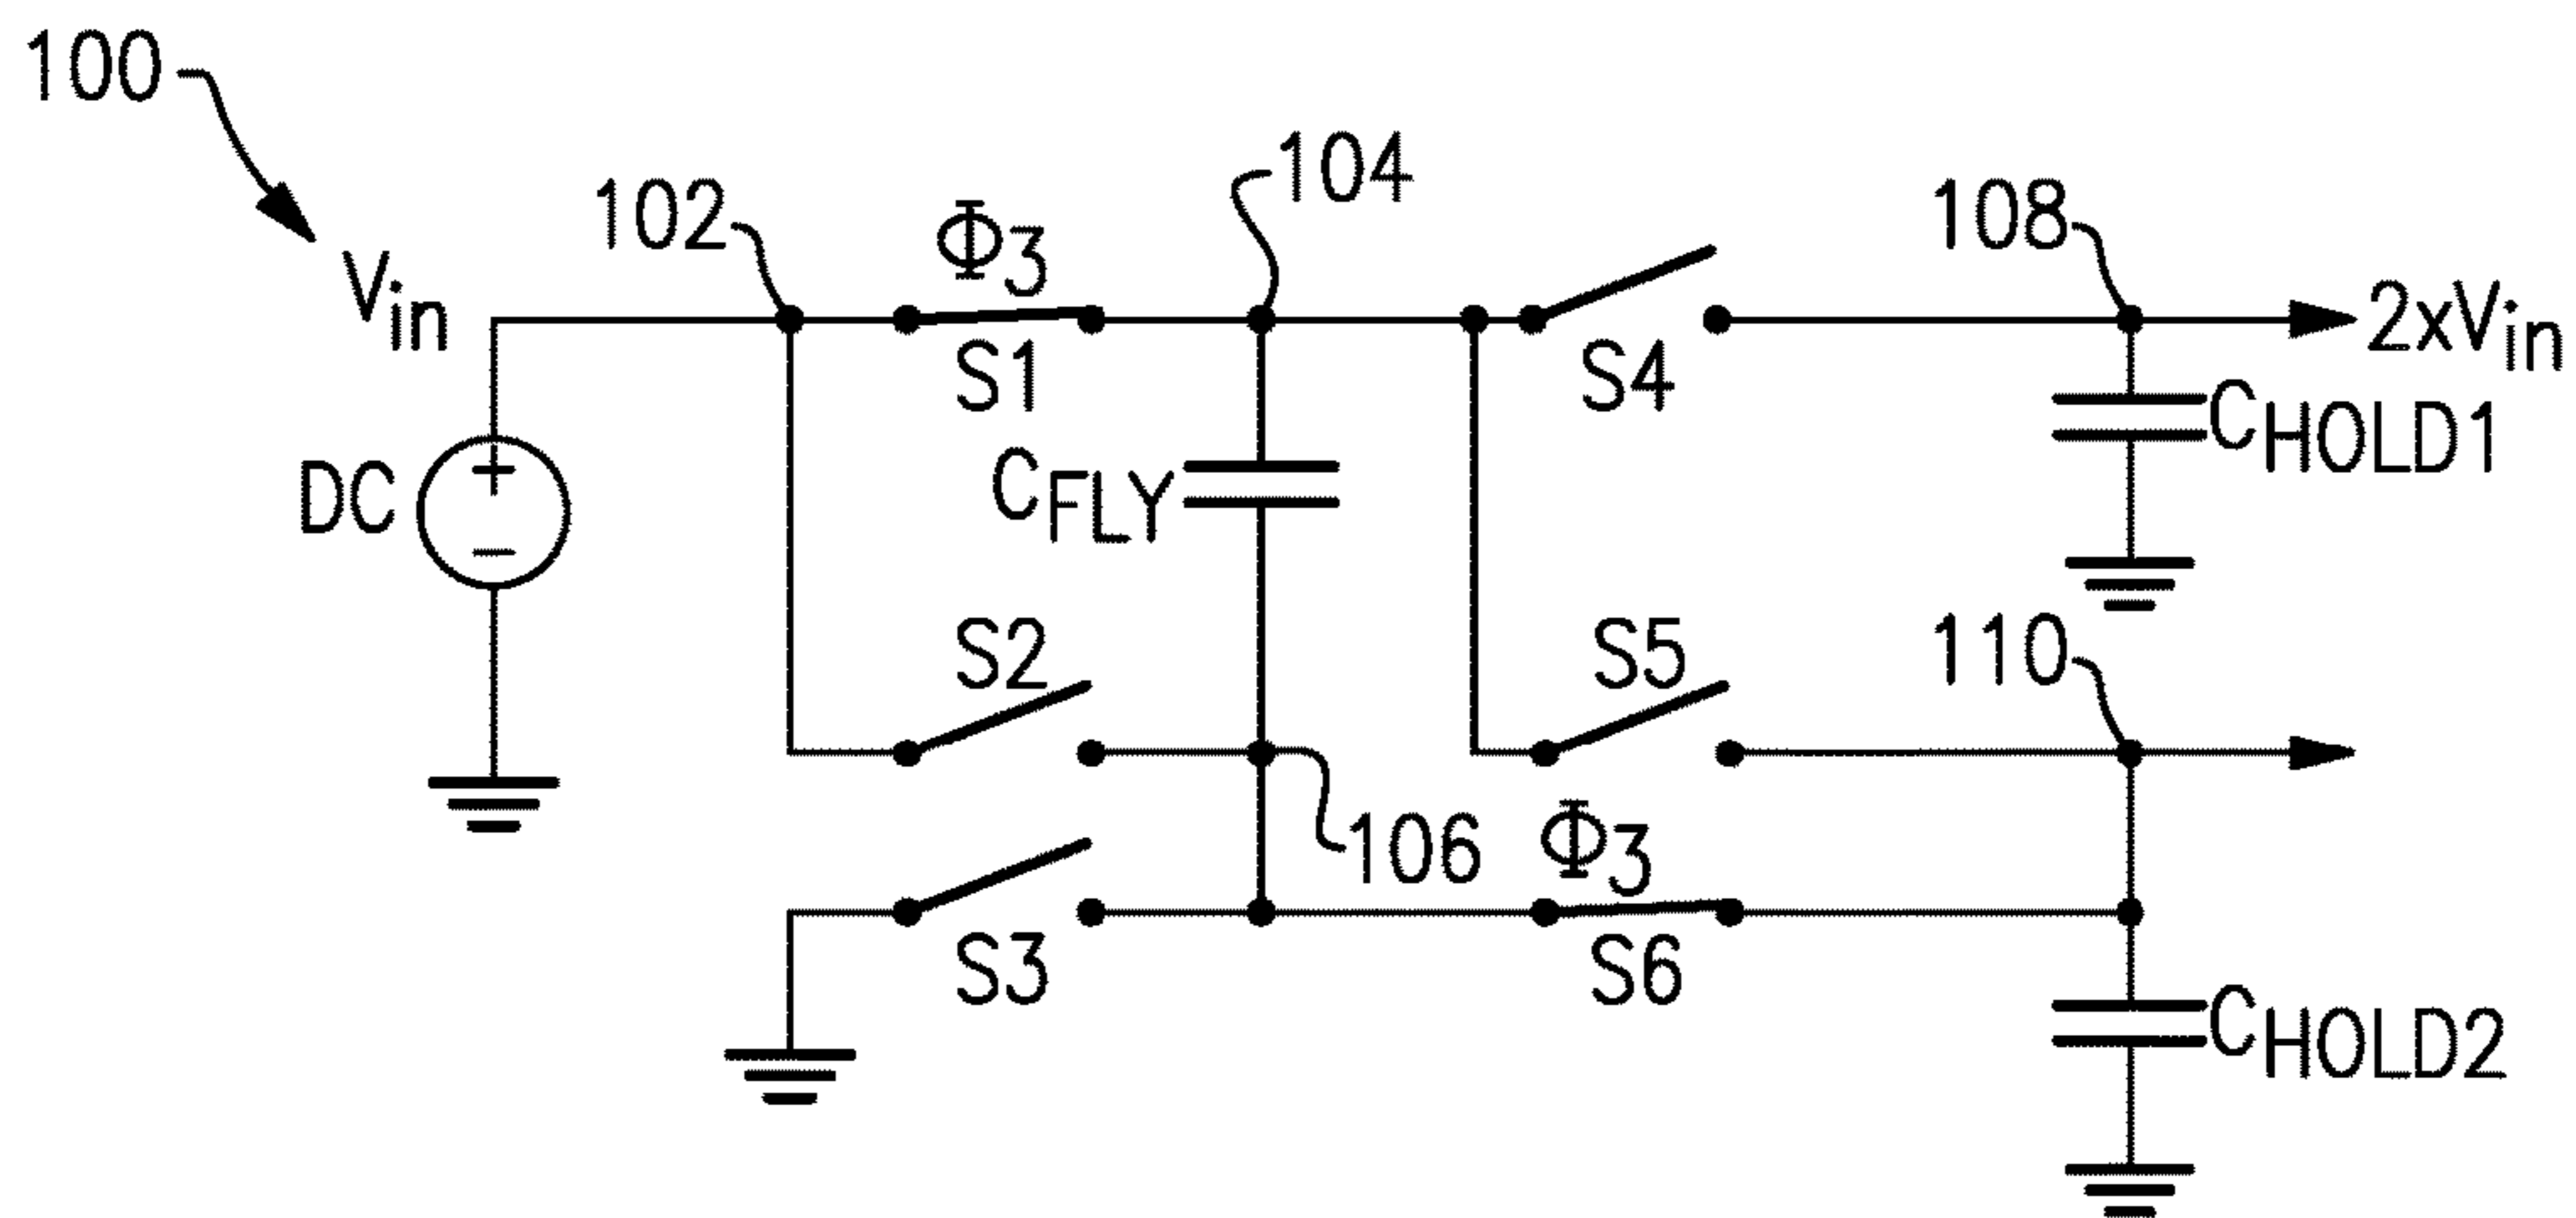 100
104
102
108
Φ3
Vin
2xVin
S1
S4
CHOLD1
CFLY
DC
+
−
S2
S5
110
106
Φ3
S3
S6
CHOLD2